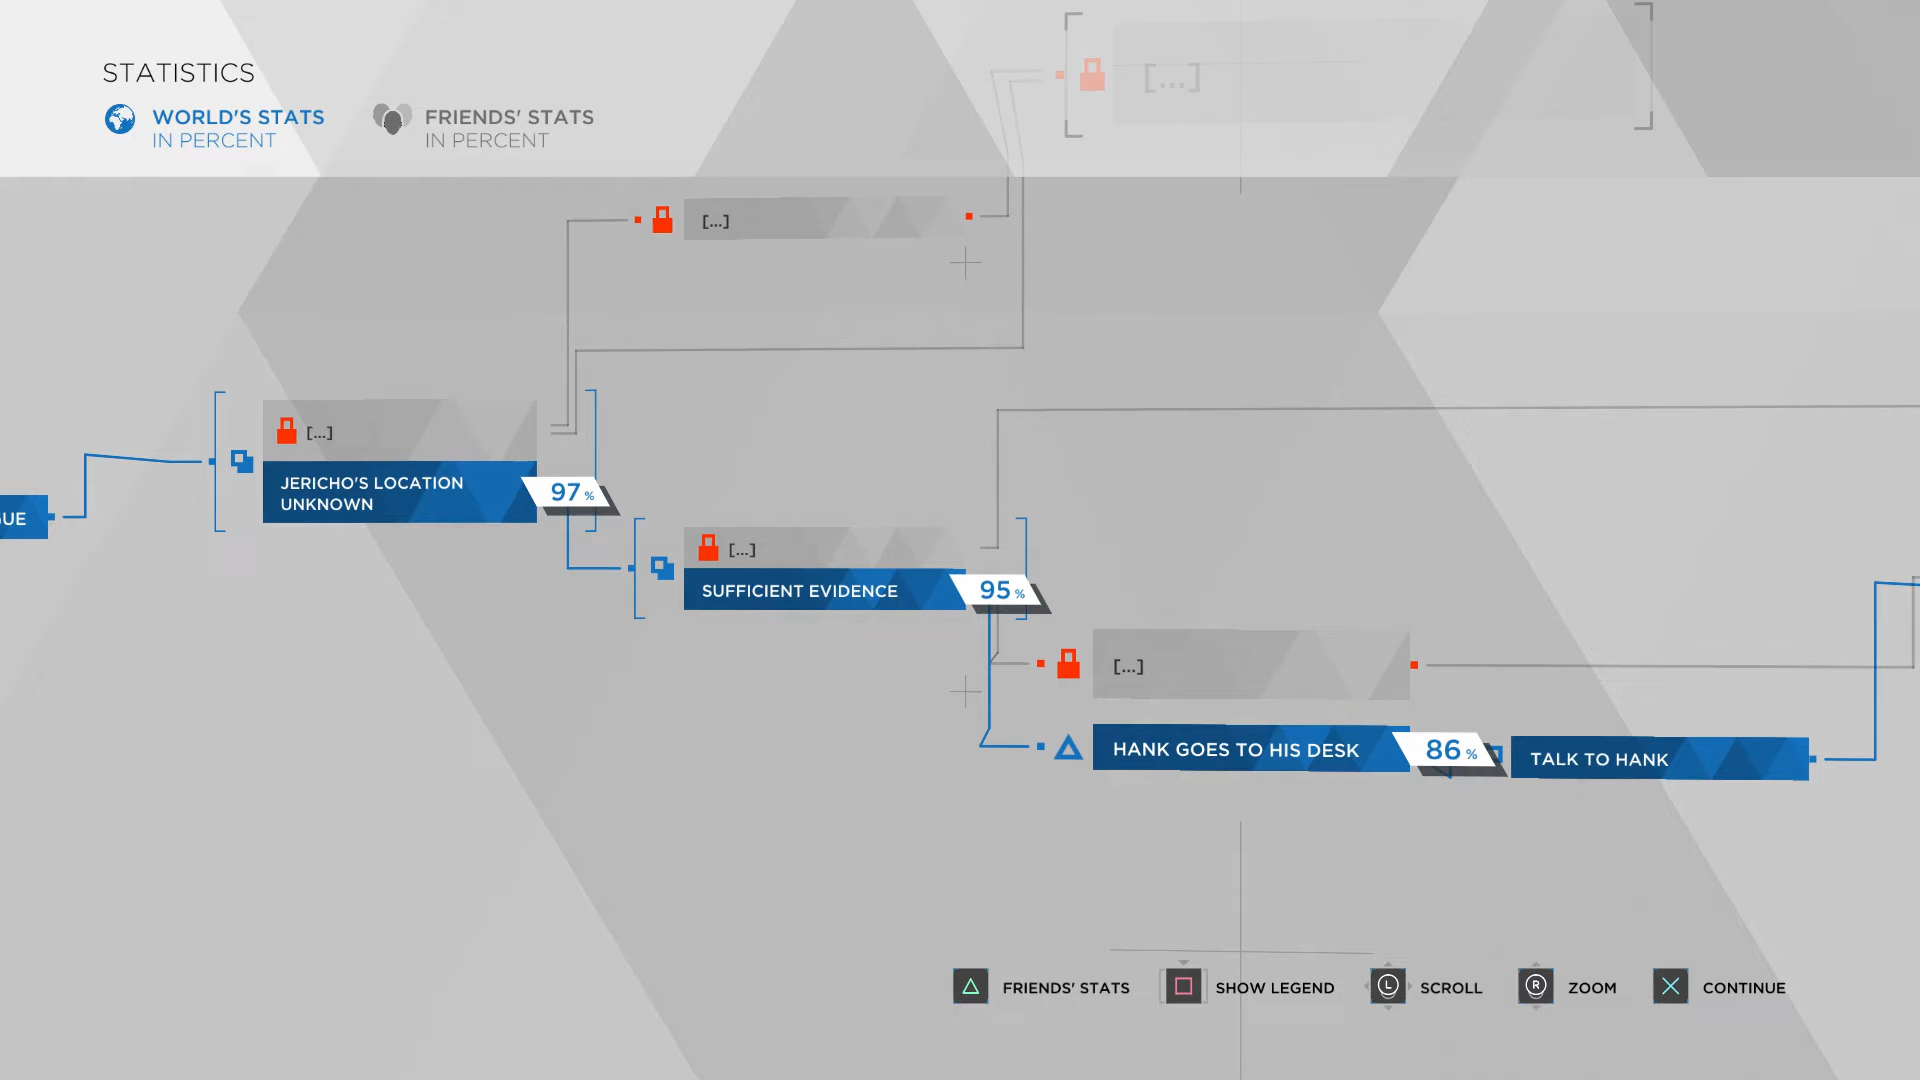 STATISTICS
WORLD'S STATS
IN PERCENT
FRIENDS' STATS
IN PERCENT
[...]
[...]
[...]
JERICHO'S LOCATION
UNKNOWN
97 %
[...]
SUFFICIENT EVIDENCE
95 %
UE
[...]
HANK GOES TO HIS DESK
86 %
TALK TO HANK
FRIENDS' STATS
SHOW LEGEND
L
SCROLL
R
ZOOM
CONTINUE